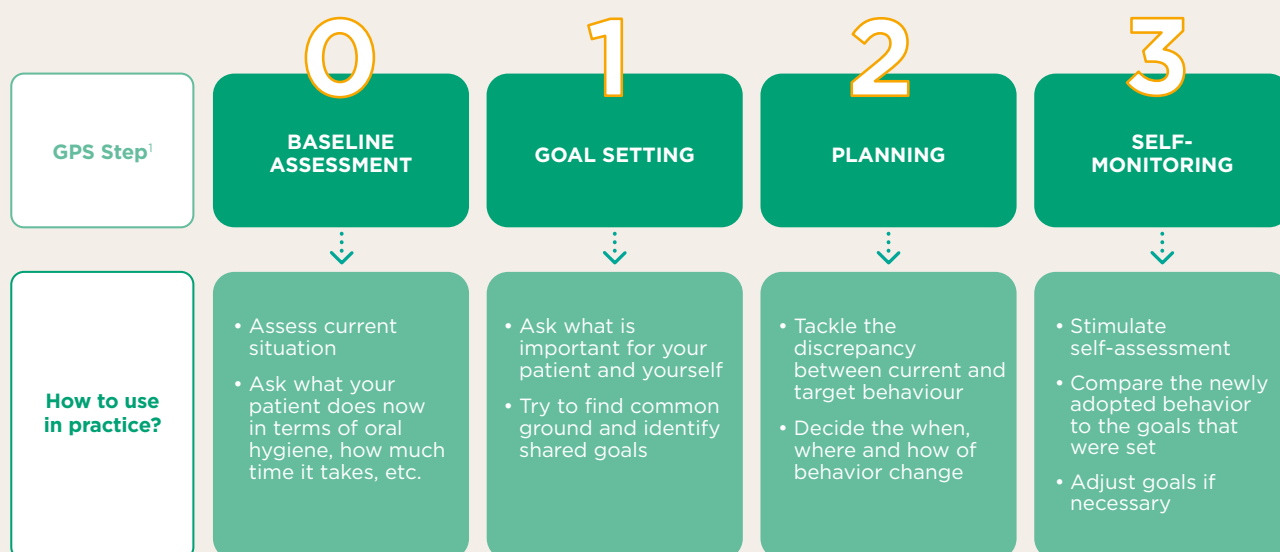 0
1
2
3
GPS Step¹
BASELINE
ASSESSMENT
GOAL SETTING
PLANNING
SELF-
MONITORING
How to use
in practice?
• Assess current
situation
• Ask what your
patient does now
in terms of oral
hygiene, how much
time it takes, etc.
• Ask what is
important for your
patient and yourself
• Try to find common
ground and identify
shared goals
• Tackle the
discrepancy
between current and
target behaviour
• Decide the when,
where and how of
behavior change
• Stimulate
self-assessment
• Compare the newly
adopted behavior
to the goals that
were set
• Adjust goals if
necessary